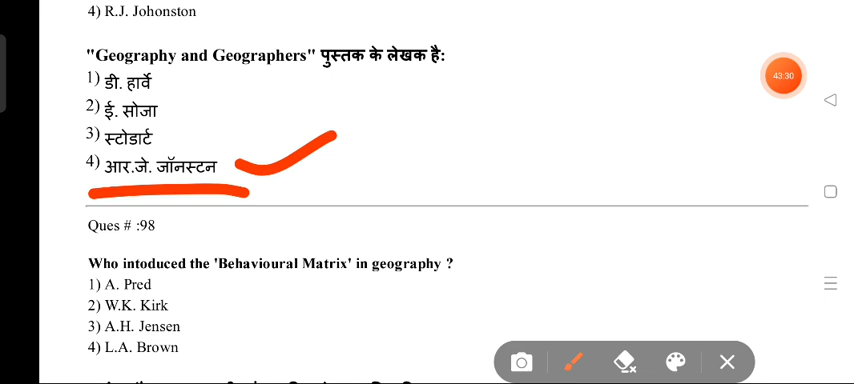 4) R.J. Johonston
"Geography and Geographers" पुस्तक के लेखक है:
1) डी. हार्वे
2) ई. सोजा
3) स्टोडार्ट
4) आर.जे. जॉनस्टन
Ques # :98
Who intoduced the 'Behavioural Matrix' in geography ?
1) A. Pred
2) W.K. Kirk
3) A.H. Jensen
4) L.A. Brown
43:30